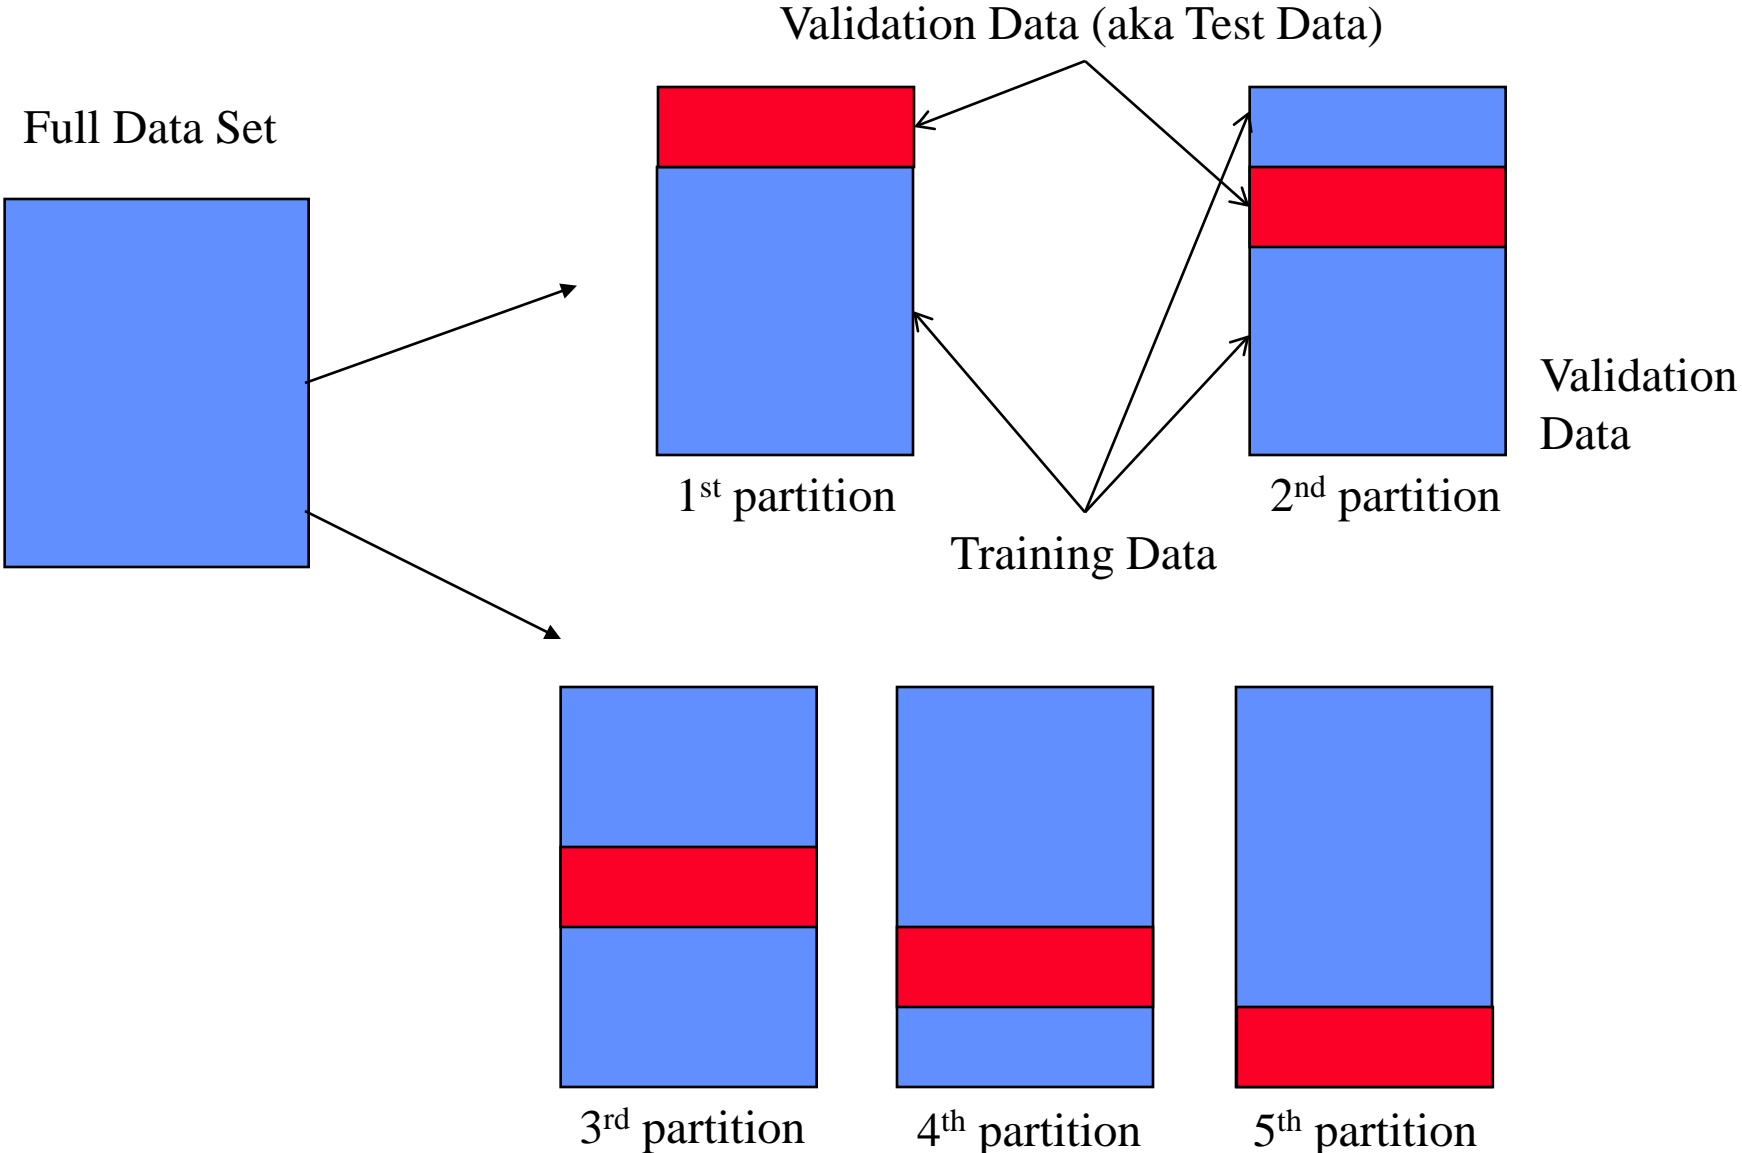 Validation Data (aka Test Data)
Full Data Set
Validation
Data
1st partition
2nd partition
Training Data
3rd partition
4th partition
5th partition